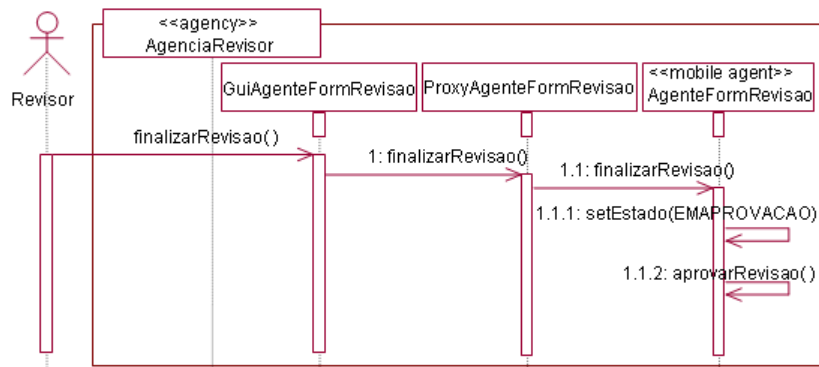 <<agency>>
AgenciaRevisor
Revisor
GuiAgenteFormRevisao
ProxyAgenteFormRevisao
<<mobile agent>>
AgenteFormRevisao
finalizarRevisao()
1: finalizarRevisao()
1.1: finalizarRevisao()
1.1.1: setEstado(EMAPROVACAO)
1.1.2: aprovarRevisao()